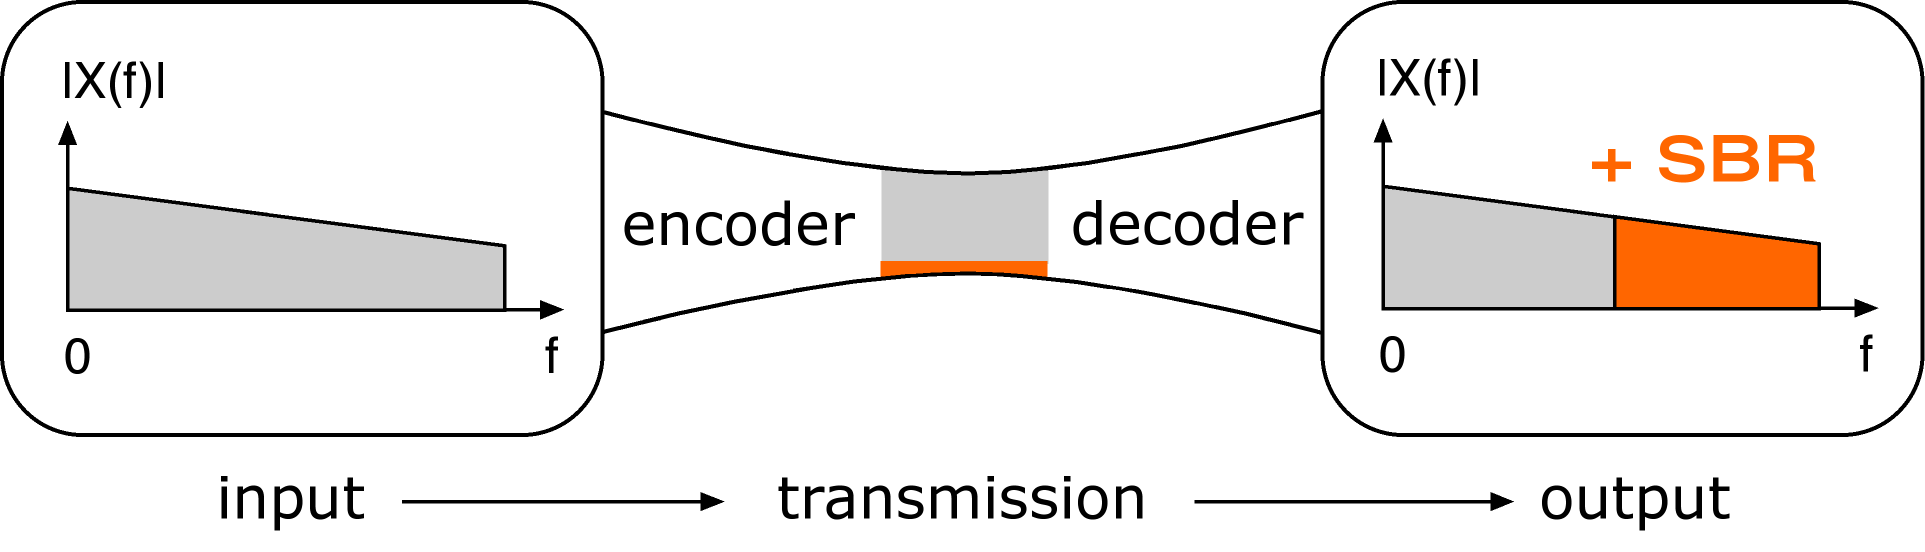 |X(f)|
0
f
encoder
decoder
|X(f)|
+ SBR
0
f
input
transmission
output